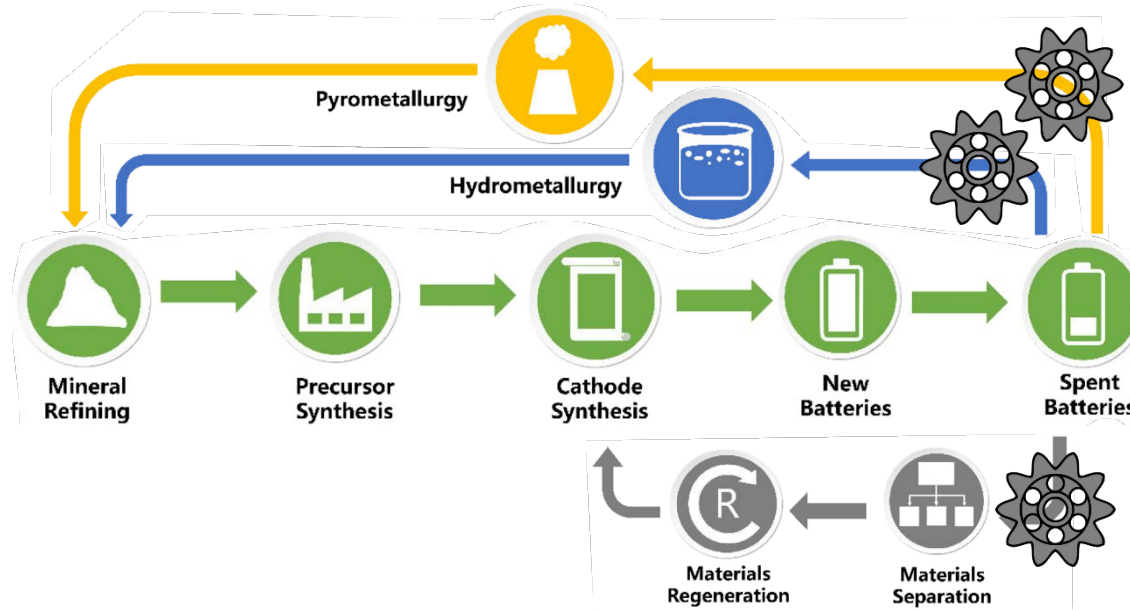 Pyrometallurgy
Hydrometallurgy
Mineral
Refining
Precursor
Synthesis
Cathode
Synthesis
New
Batteries
Spent
Batteries
R
Materials
Regeneration
Materials
Separation